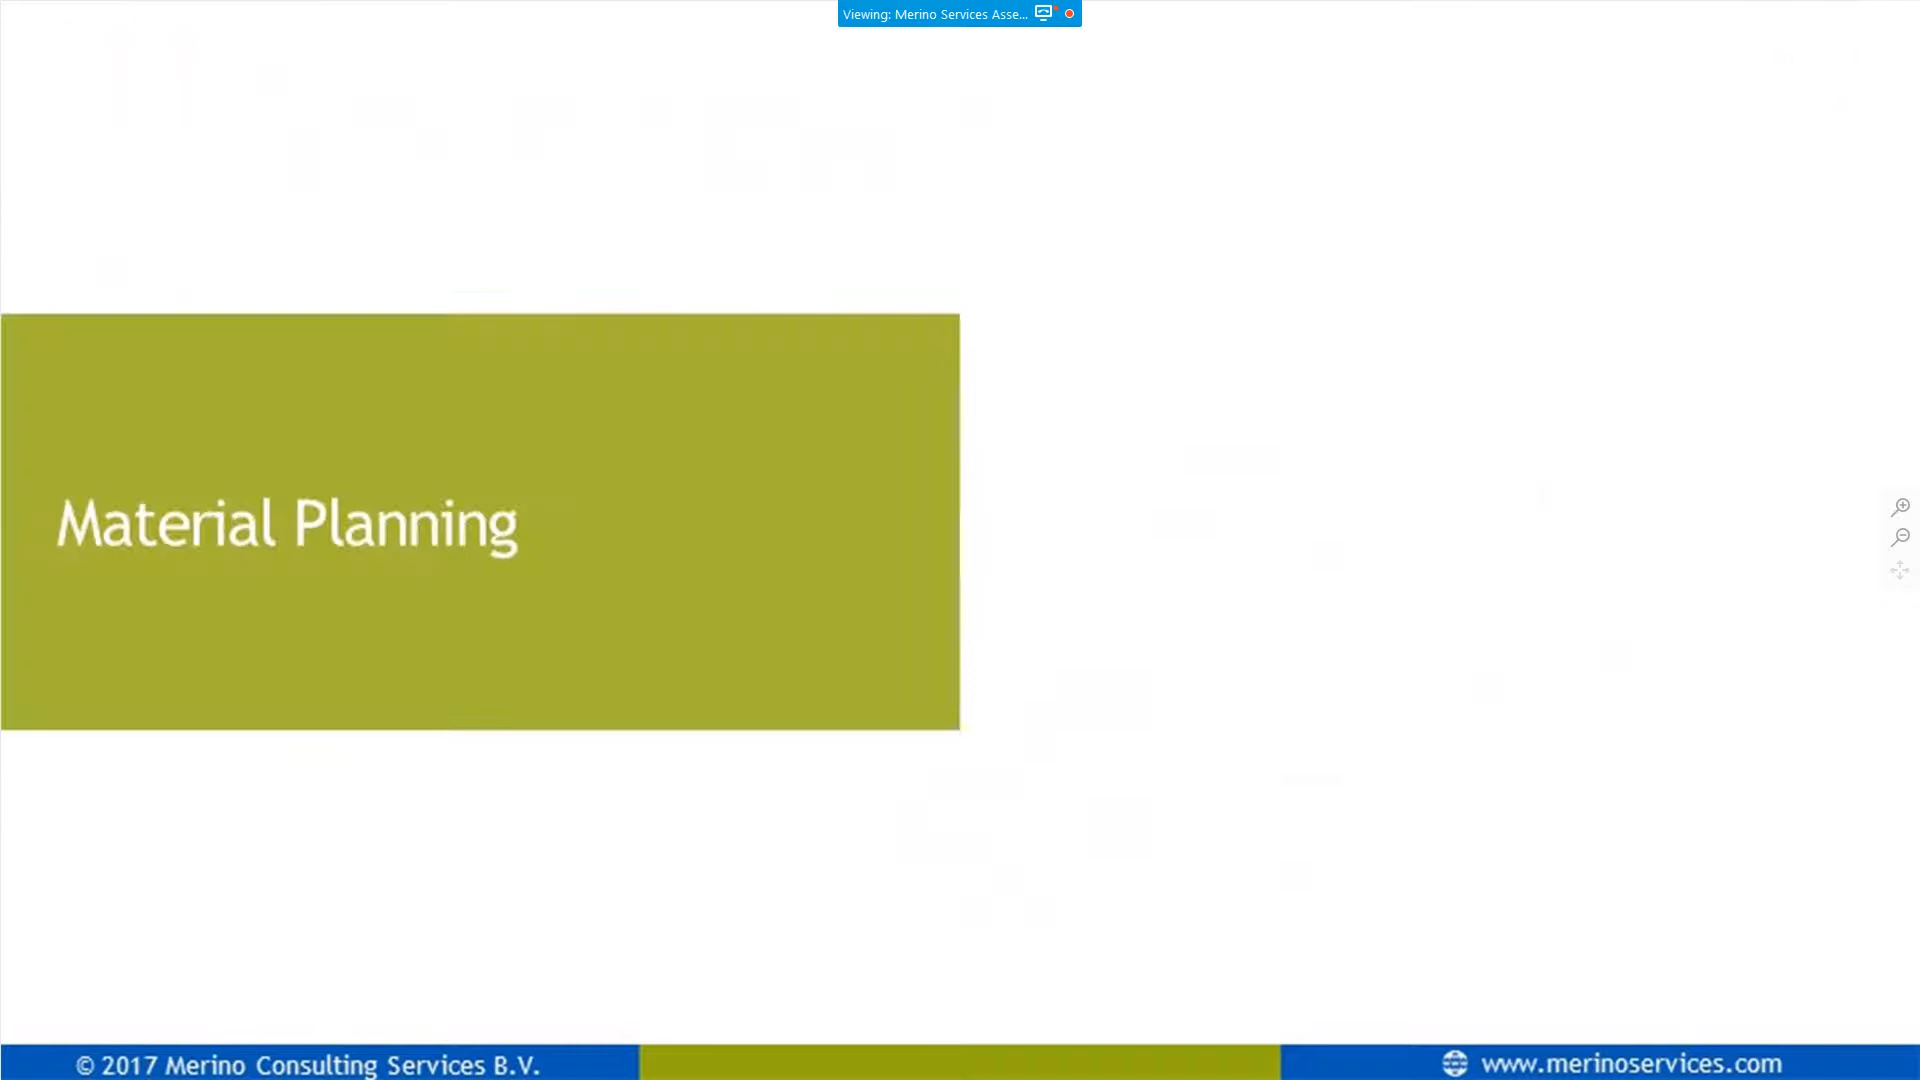 Viewing: Merino Services Asse...
Material Planning
© 2017 Merino Consulting Services B.V.
www.merinoservices.com